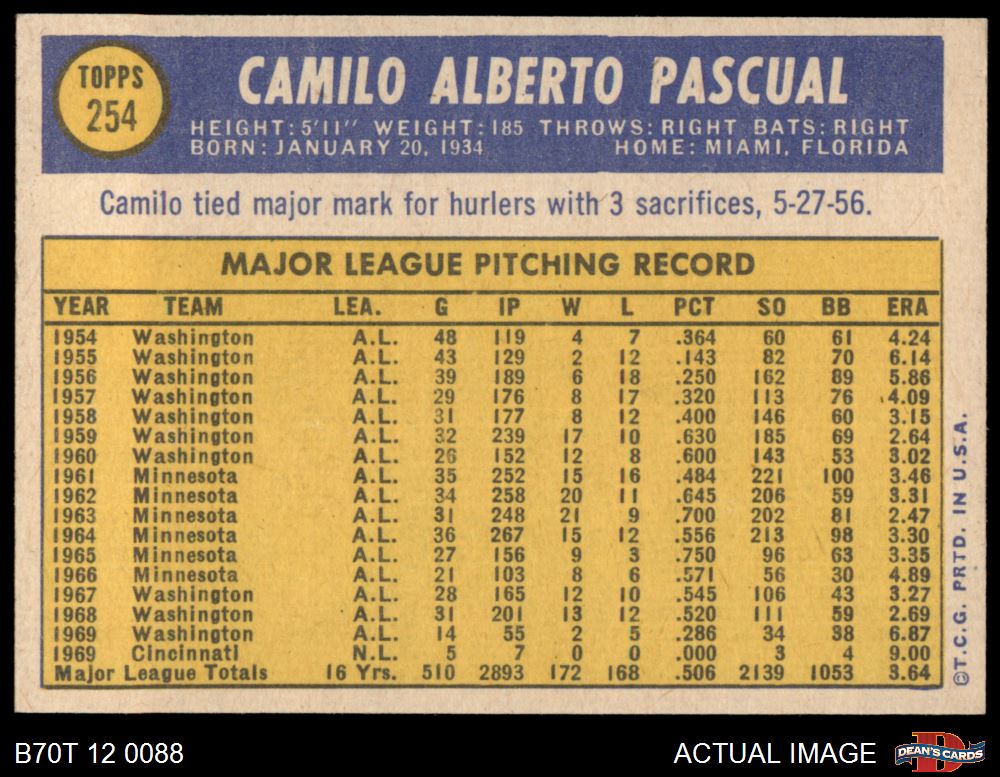 TOPPS
254
CAMILO ALBERTO PASCUAL
HEIGHT: 5'11" WEIGHT: 185 THROWS: RIGHT BATS: RIGHT
BORN: JANUARY 20, 1934 HOME: MIAMI, FLORIDA
Camilo tied major mark for hurlers with 3 sacrifices, 5-27-56.
MAJOR LEAGUE PITCHING RECORD
YEAR TEAM LEA. G IP W L PCT SO BB ERA
1954 Washington A.L. 48 119 4 7 .364 60 61 4.24
1955 Washington A.L. 43 129 2 12 .143 82 70 6.14
1956 Washington A.L. 39 189 6 18 .250 162 89 5.86
1957 Washington A.L. 29 176 8 17 .320 113 76 4.09
1958 Washington A.L. 31 177 8 12 .400 146 60 3.15
1959 Washington A.L. 32 239 17 10 .630 185 69 2.64
1960 Washington A.L. 26 152 12 8 .600 143 53 3.02
1961 Minnesota A.L. 35 252 15 16 .484 221 100 3.46
1962 Minnesota A.L. 34 258 20 11 .645 206 59 3.31
1963 Minnesota A.L. 31 248 21 9 .700 202 81 2.47
1964 Minnesota A.L. 36 267 15 12 .556 213 98 3.30
1965 Minnesota A.L. 27 156 9 3 .750 96 63 3.35
1966 Minnesota A.L. 21 103 8 6 .571 56 30 4.89
1967 Washington A.L. 28 165 12 10 .545 106 43 3.27
1968 Washington A.L. 31 201 13 12 .520 111 59 2.69
1969 Washington A.L. 14 55 2 5 .286 34 38 6.87
1969 Cincinnati N.L. 5 7 0 0 .000 3 4 9.00
Major League Totals 16 Yrs. 510 2893 172 168 .506 2139 1053 3.64
©T.C.G. PRTD. IN U.S.A.
B70T 12 0088
ACTUAL IMAGE
D
DEAN'S CARDS